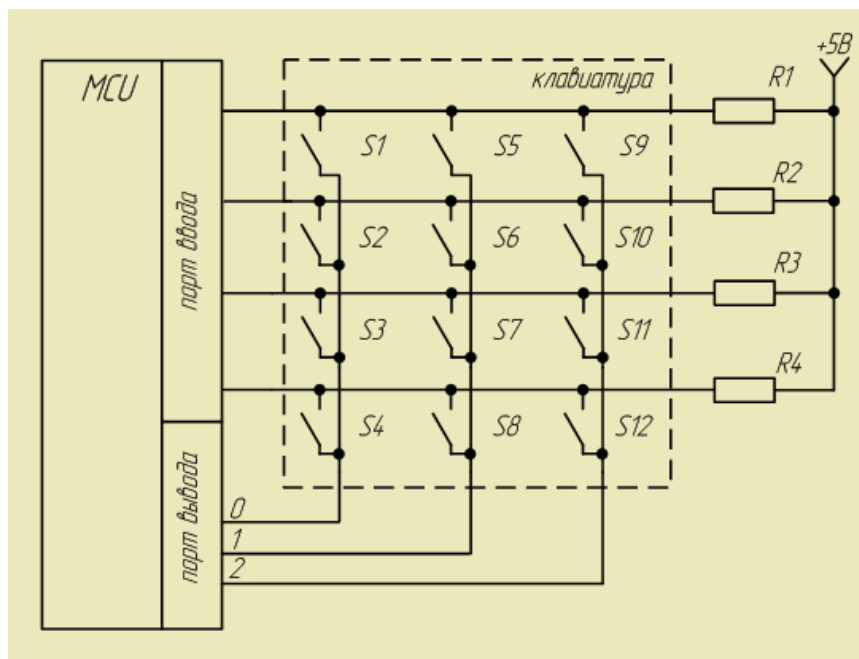 +5В
MCU
клавиатура
R1
S1 S5 S9
R2
порт ввода
S2 S6 S10
R3
S3 S7 S11
R4
S4 S8 S12
порт вывода
0
1
2